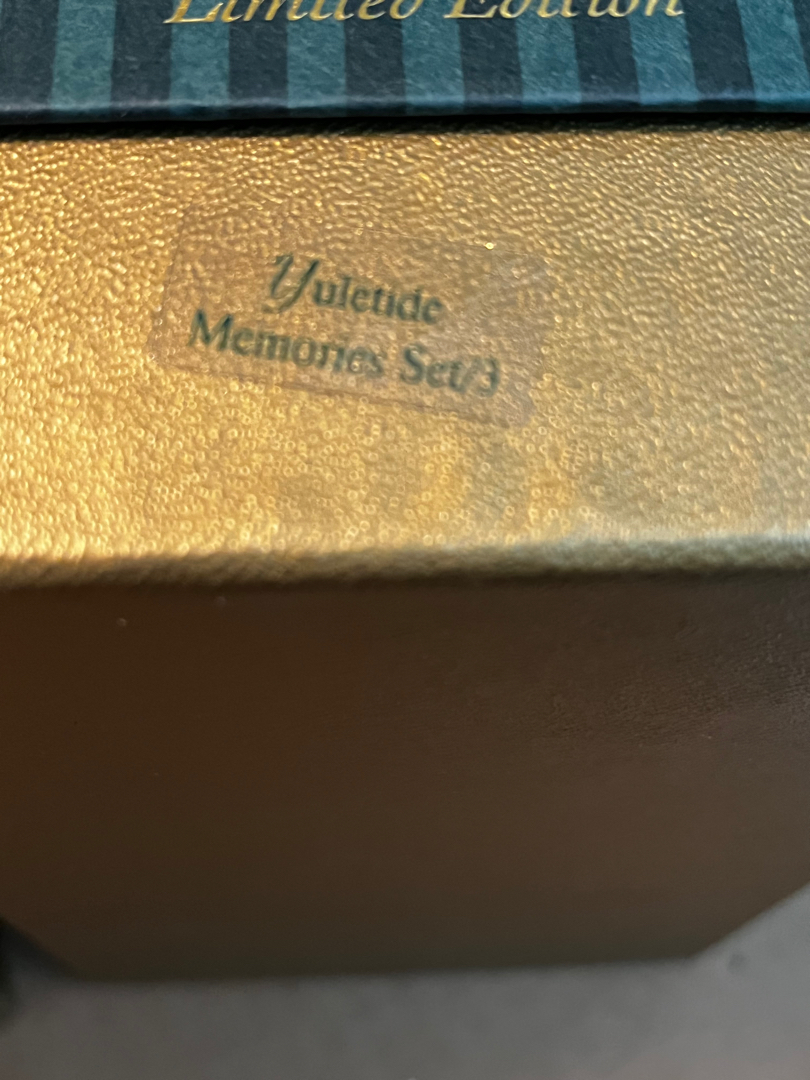 Limited Edition
Yuletide
Memories Set/3